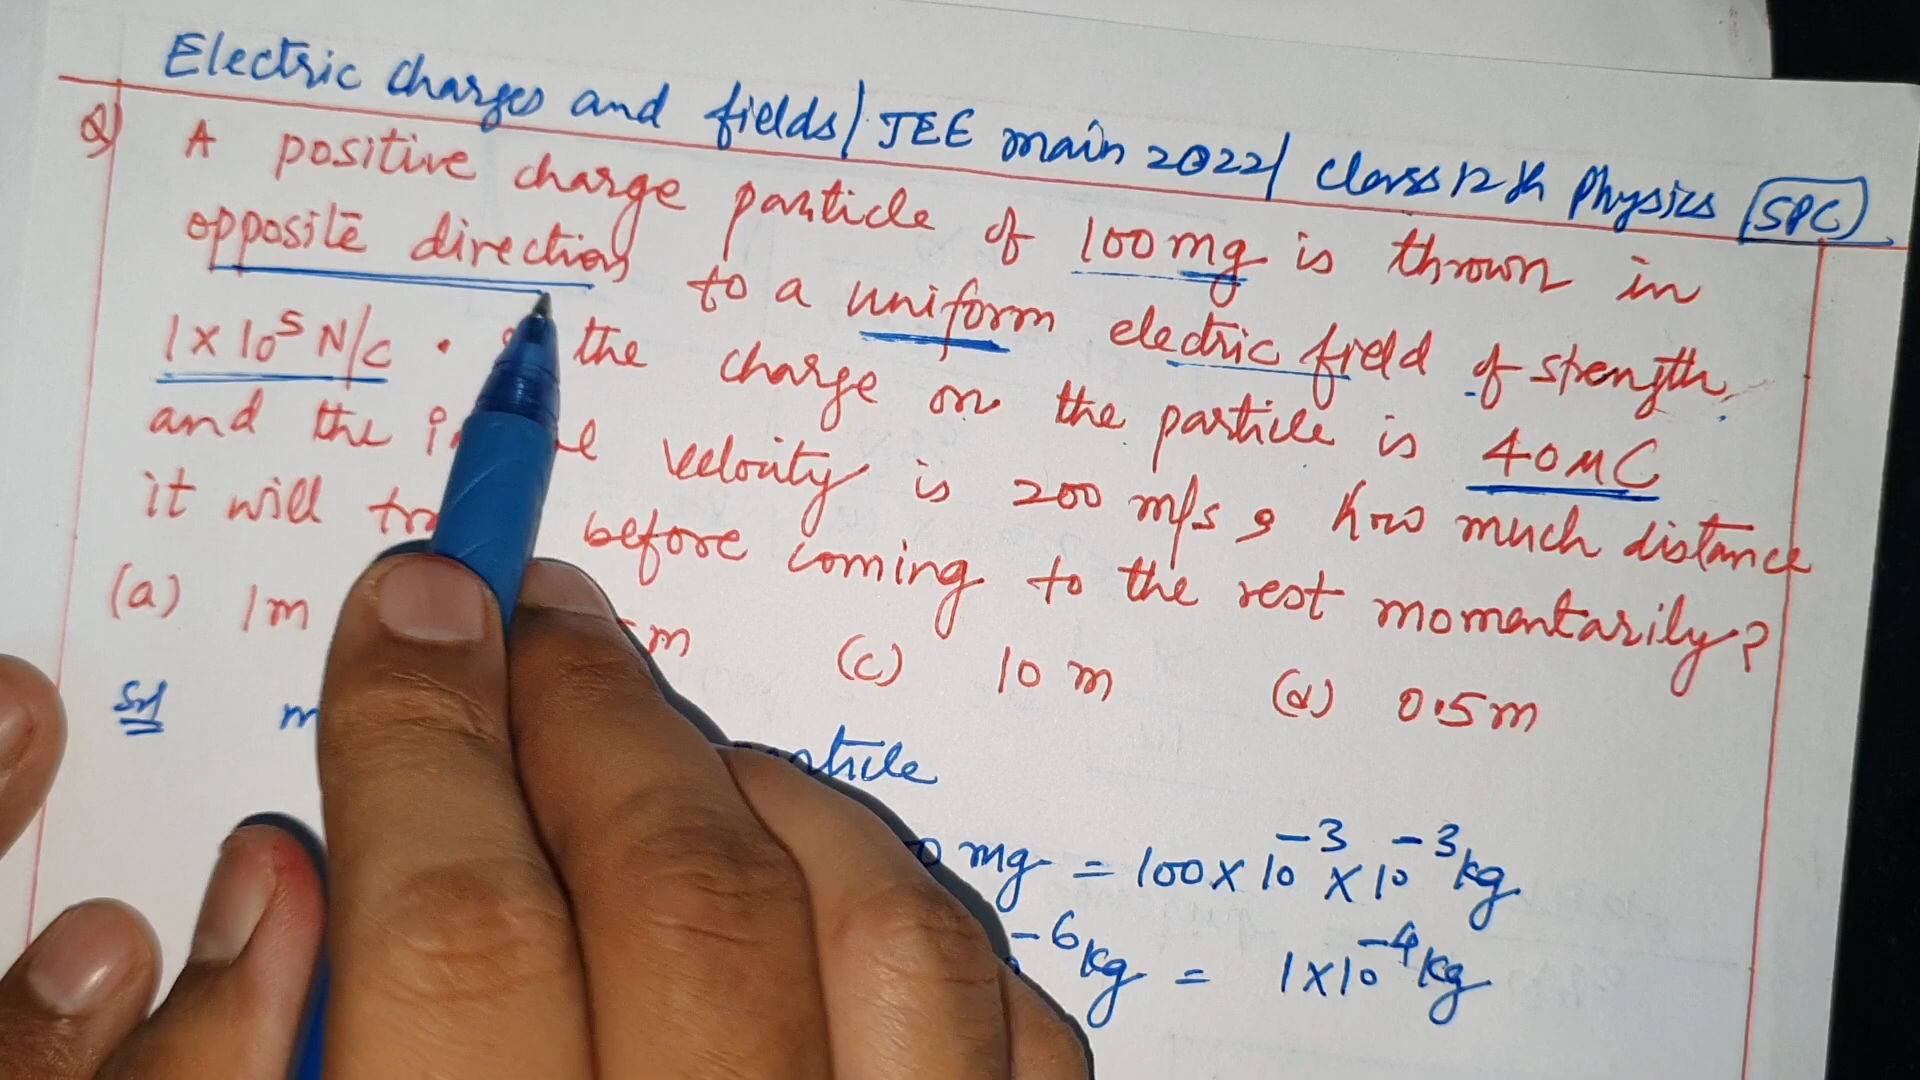 Electric charges and fields/ JEE main 2022/ class 12th Physics SPC
Q) A positive charge particle of 100 mg is thrown in
opposite direction to a uniform electric field of strength
1 × 10⁵ N/C. the charge on the particle is 40 μC
and the velocity is 200 m/s, how much distance
it will before coming to the rest momentarily?
(a) 1m m (c) 10 m (d) 0.5m
Sol
mg = 100 × 10⁻³ × 10⁻³ kg
⁻⁶ kg = 1 × 10⁻⁴ kg